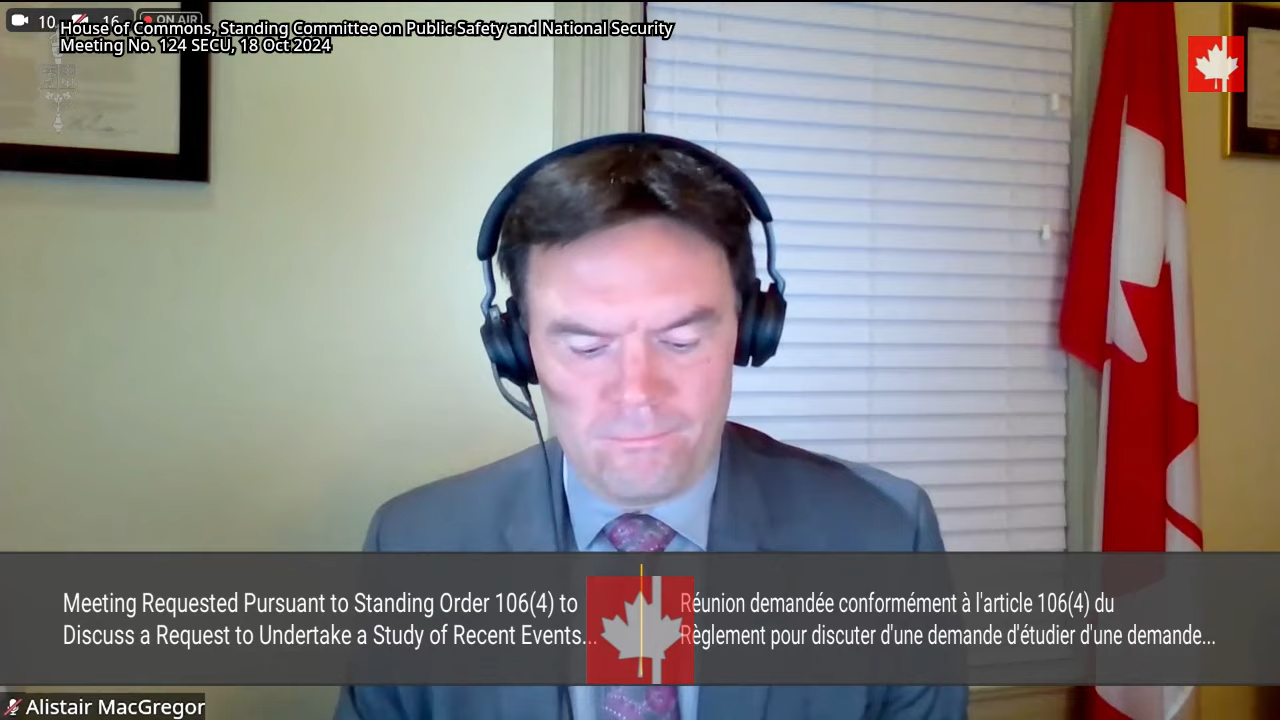 10 16 ON AIR
House of Commons, Standing Committee on Public Safety and National Security
Meeting No. 124 SECU, 18 Oct 2024
Meeting Requested Pursuant to Standing Order 106(4) to
Discuss a Request to Undertake a Study of Recent Events...
Réunion demandée conformément à l'article 106(4) du
Règlement pour discuter d'une demande d'étudier d'une demande...
Alistair MacGregor